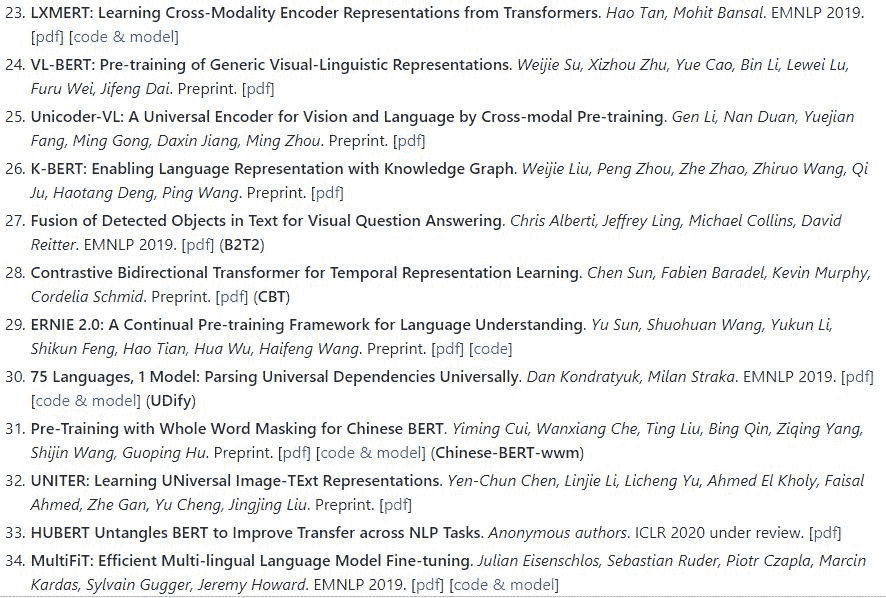 23. LXMERT: Learning Cross-Modality Encoder Representations from Transformers. Hao Tan, Mohit Bansal. EMNLP 2019.
[pdf] [code & model]
24. VL-BERT: Pre-training of Generic Visual-Linguistic Representations. Weijie Su, Xizhou Zhu, Yue Cao, Bin Li, Lewei Lu,
Furu Wei, Jifeng Dai. Preprint. [pdf]
25. Unicoder-VL: A Universal Encoder for Vision and Language by Cross-modal Pre-training. Gen Li, Nan Duan, Yuejian
Fang, Ming Gong, Daxin Jiang, Ming Zhou. Preprint. [pdf]
26. K-BERT: Enabling Language Representation with Knowledge Graph. Weijie Liu, Peng Zhou, Zhe Zhao, Zhiruo Wang, Qi
Ju, Haotang Deng, Ping Wang. Preprint. [pdf]
27. Fusion of Detected Objects in Text for Visual Question Answering. Chris Alberti, Jeffrey Ling, Michael Collins, David
Reitter. EMNLP 2019. [pdf] (B2T2)
28. Contrastive Bidirectional Transformer for Temporal Representation Learning. Chen Sun, Fabien Baradel, Kevin Murphy,
Cordelia Schmid. Preprint. [pdf] (CBT)
29. ERNIE 2.0: A Continual Pre-training Framework for Language Understanding. Yu Sun, Shuohuan Wang, Yukun Li,
Shikun Feng, Hao Tian, Hua Wu, Haifeng Wang. Preprint. [pdf] [code]
30. 75 Languages, 1 Model: Parsing Universal Dependencies Universally. Dan Kondratyuk, Milan Straka. EMNLP 2019. [pdf]
[code & model] (UDify)
31. Pre-Training with Whole Word Masking for Chinese BERT. Yiming Cui, Wanxiang Che, Ting Liu, Bing Qin, Ziqing Yang,
Shijin Wang, Guoping Hu. Preprint. [pdf] [code & model] (Chinese-BERT-wwm)
32. UNITER: Learning UNiversal Image-TExt Representations. Yen-Chun Chen, Linjie Li, Licheng Yu, Ahmed El Kholy, Faisal
Ahmed, Zhe Gan, Yu Cheng, Jingjing Liu. Preprint. [pdf]
33. HUBERT Untangles BERT to Improve Transfer across NLP Tasks. Anonymous authors. ICLR 2020 under review. [pdf]
34. MultiFiT: Efficient Multi-lingual Language Model Fine-tuning. Julian Eisenschlos, Sebastian Ruder, Piotr Czapla, Marcin
Kardas, Sylvain Gugger, Jeremy Howard. EMNLP 2019. [pdf] [code & model]